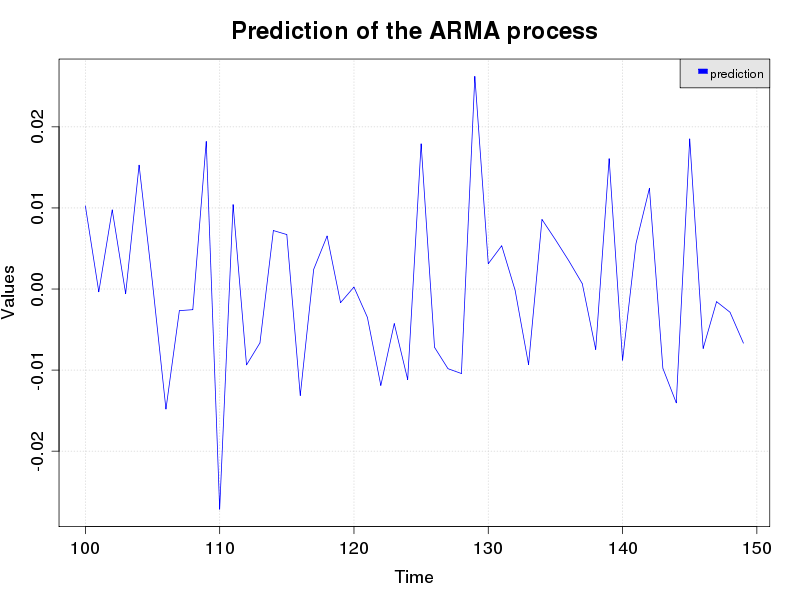 Prediction of the ARMA process
prediction
Values
0.02
0.01
0.00
-0.01
-0.02
100 110 120 130 140 150
Time